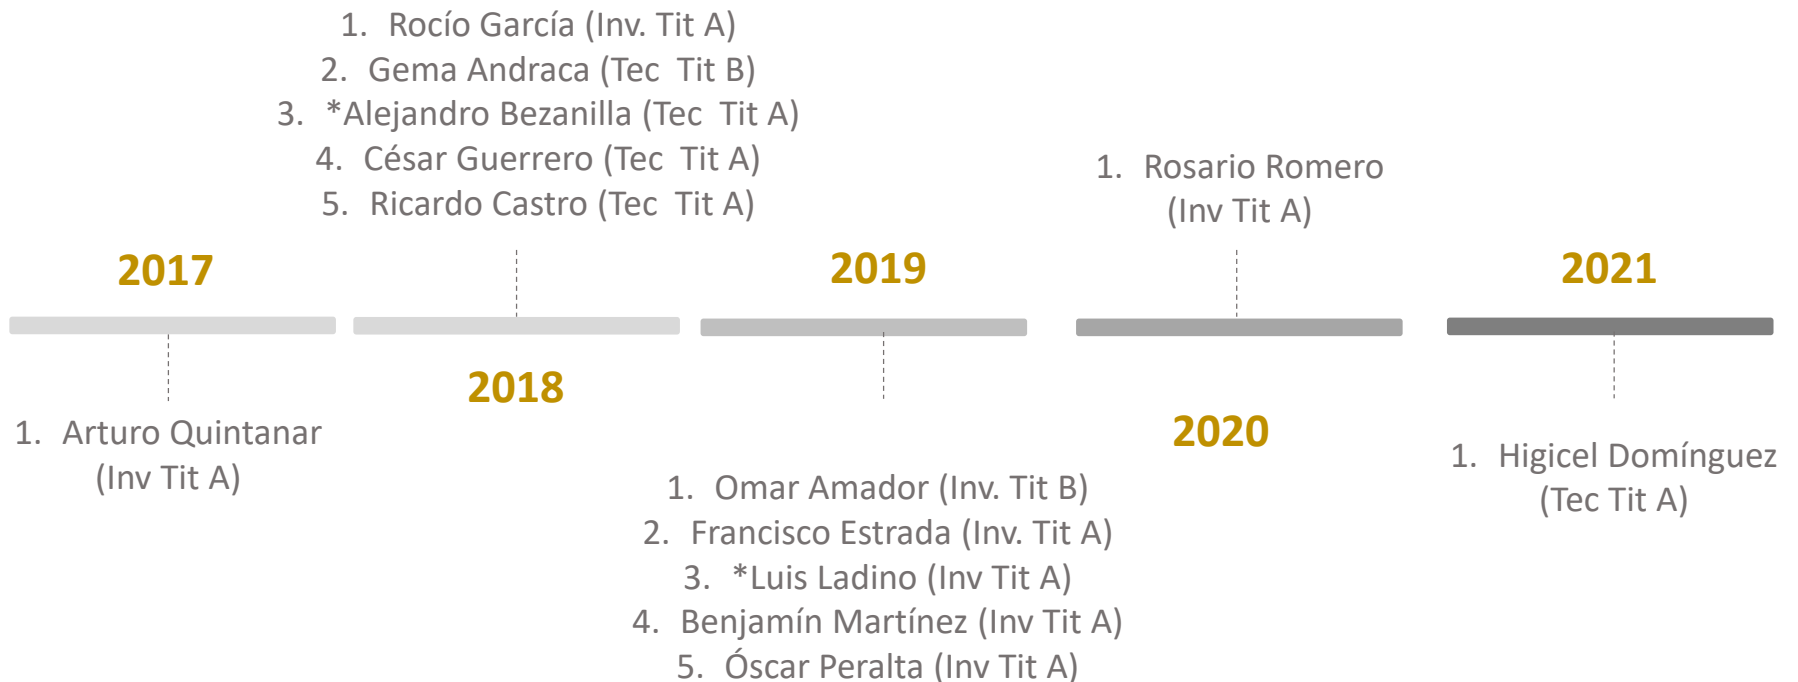 1. Rocío García (Inv. Tit A)
2. Gema Andraca (Tec Tit B)
3. *Alejandro Bezanilla (Tec Tit A)
4. César Guerrero (Tec Tit A)
5. Ricardo Castro (Tec Tit A)
1. Rosario Romero
(Inv Tit A)
2017
2019
2021
2018
2020
1. Arturo Quintanar
(Inv Tit A)
1. Omar Amador (Inv. Tit B)
2. Francisco Estrada (Inv. Tit A)
3. *Luis Ladino (Inv Tit A)
4. Benjamín Martínez (Inv Tit A)
5. Óscar Peralta (Inv Tit A)
1. Higicel Domínguez
(Tec Tit A)